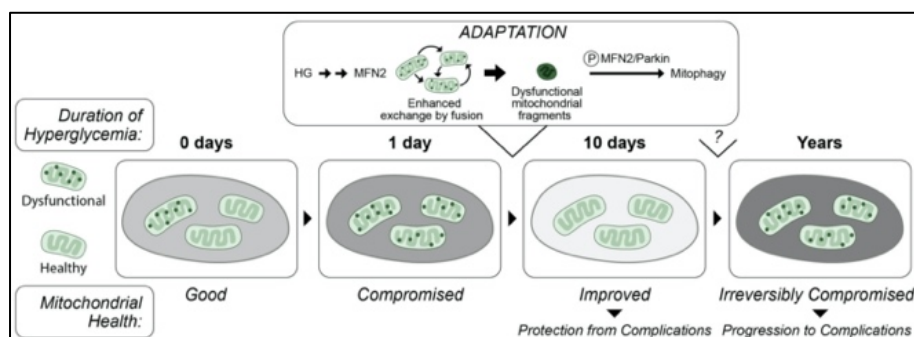 ADAPTATION
HG MFN2
Enhanced
exchange by fusion
Dysfunctional
mitochondrial
fragments
P MFN2/Parkin
Mitophagy
Duration of
Hyperglycemia:
0 days
1 day
10 days
?
Years
Dysfunctional
Healthy
Mitochondrial
Health:
Good
Compromised
Improved
Irreversibly Compromised
Protection from Complications
Progression to Complications